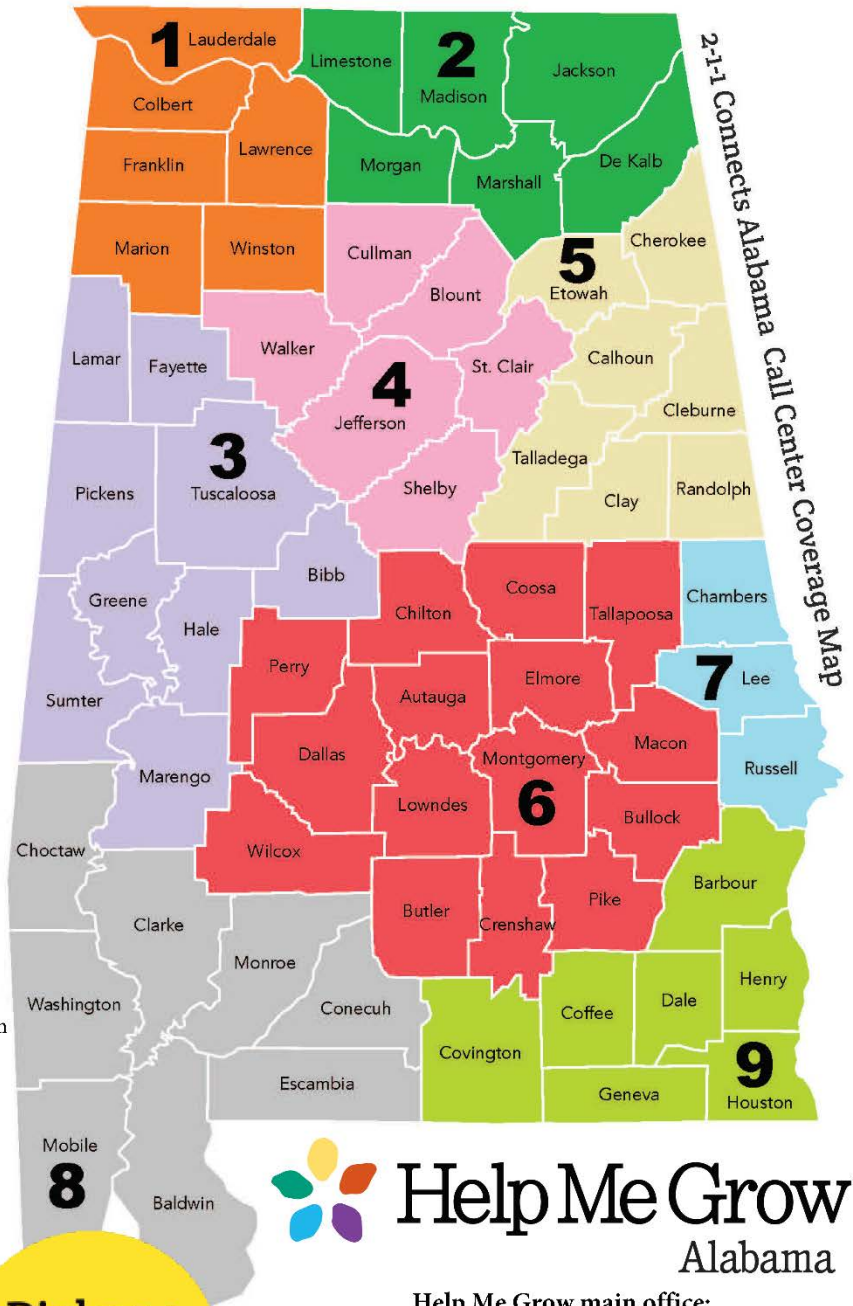 1
Lauderdale
Limestone
2
Madison
Jackson
Colbert
Lawrence
Franklin
Morgan
Marshall
De Kalb
Marion
Winston
Cullman
Blount
5
Etowah
Cherokee
Lamar
Fayette
Walker
4
Jefferson
St. Clair
Calhoun
Cleburne
3
Tuscaloosa
Pickens
Shelby
Talladega
Clay
Randolph
Greene
Hale
Bibb
Chilton
Coosa
Tallapoosa
Chambers
Sumter
Perry
Autauga
Elmore
7
Lee
Marengo
Dallas
Lowndes
Montgomery
6
Macon
Russell
Bullock
Choctaw
Wilcox
Clarke
Butler
Crenshaw
Pike
Barbour
Monroe
Washington
Conecuh
Covington
Coffee
Dale
Henry
Escambia
Geneva
9
Houston
Mobile
8
Baldwin
2-1-1 Connects Alabama Call Center Coverage Map
Help Me Grow
Alabama
Help Me Grow main office: